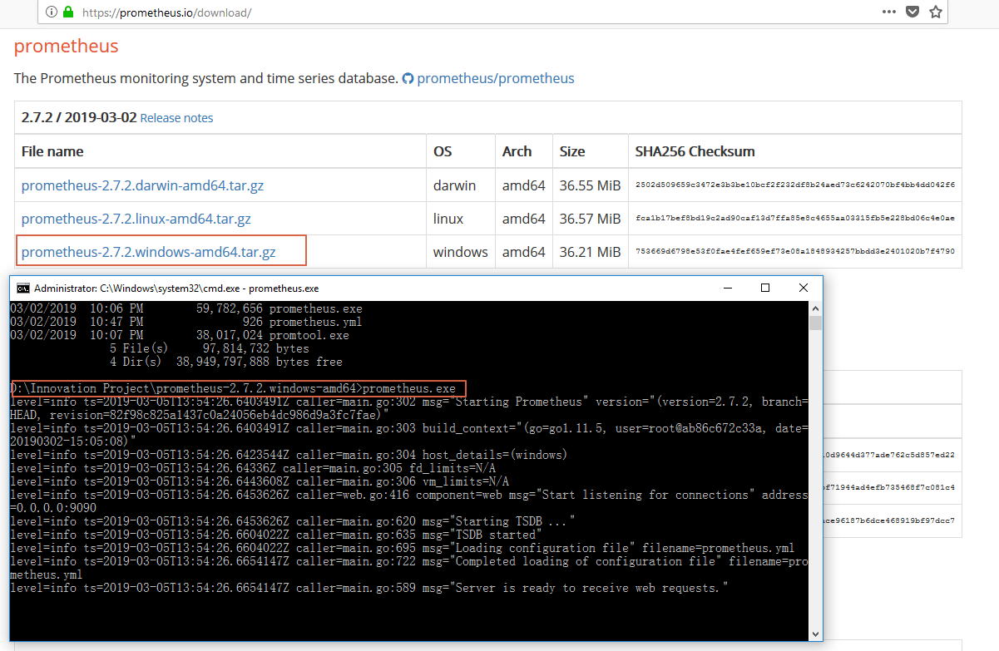 https://prometheus.io/download/
prometheus
The Prometheus monitoring system and time series database. prometheus/prometheus
2.7.2 / 2019-03-02 Release notes
File name OS Arch Size SHA256 Checksum
prometheus-2.7.2.darwin-amd64.tar.gz darwin amd64 36.55 MiB 2502d509659c3472e3b3be10bcf2f232df8b24aed73c6242070bf4bb4dd042f6
prometheus-2.7.2.linux-amd64.tar.gz linux amd64 36.57 MiB fca1b17bef8bd19c2ad90caf13d7ffa85e8c4655aa03315fb5e228bd06c4e0ae
prometheus-2.7.2.windows-amd64.tar.gz windows amd64 36.21 MiB 753669d6798e53f0fae4fef659ef73e08a1848934257bbdd3e2401020b7f4790
Administrator: C:\Windows\system32\cmd.exe - prometheus.exe
03/02/2019  10:06 PM        59,782,656 prometheus.exe
03/02/2019  10:47 PM               926 prometheus.yml
03/02/2019  10:07 PM        38,017,024 promtool.exe
5 File(s)     97,814,732 bytes
4 Dir(s)  38,949,797,888 bytes free
D:\Innovation Project\prometheus-2.7.2.windows-amd64>prometheus.exe
level=info ts=2019-03-05T13:54:26.6403491Z caller=main.go:302 msg="Starting Prometheus" version="(version=2.7.2, branch=
HEAD, revision=82f98c825a1437c0a24056eb4dc986d9a3fc7fae)"
level=info ts=2019-03-05T13:54:26.6403491Z caller=main.go:303 build_context="(go=go1.11.5, user=root@ab86c672c33a, date=
20190302-15:05:08)"
level=info ts=2019-03-05T13:54:26.6423544Z caller=main.go:304 host_details=(windows)
level=info ts=2019-03-05T13:54:26.64336Z caller=main.go:305 fd_limits=N/A
level=info ts=2019-03-05T13:54:26.6443608Z caller=main.go:306 vm_limits=N/A
level=info ts=2019-03-05T13:54:26.6453626Z caller=web.go:416 component=web msg="Start listening for connections" address
=0.0.0.0:9090
level=info ts=2019-03-05T13:54:26.6453626Z caller=main.go:620 msg="Starting TSDB ..."
level=info ts=2019-03-05T13:54:26.6604022Z caller=main.go:635 msg="TSDB started"
level=info ts=2019-03-05T13:54:26.6604022Z caller=main.go:695 msg="Loading configuration file" filename=prometheus.yml
level=info ts=2019-03-05T13:54:26.6654147Z caller=main.go:722 msg="Completed loading of configuration file" filename=pro
metheus.yml
level=info ts=2019-03-05T13:54:26.6654147Z caller=main.go:589 msg="Server is ready to receive web requests."
0d9644d377ade762c5d857ed22
f71944ad4efb735468f7c081c4
ce96187b6dce468919bf97dcc7